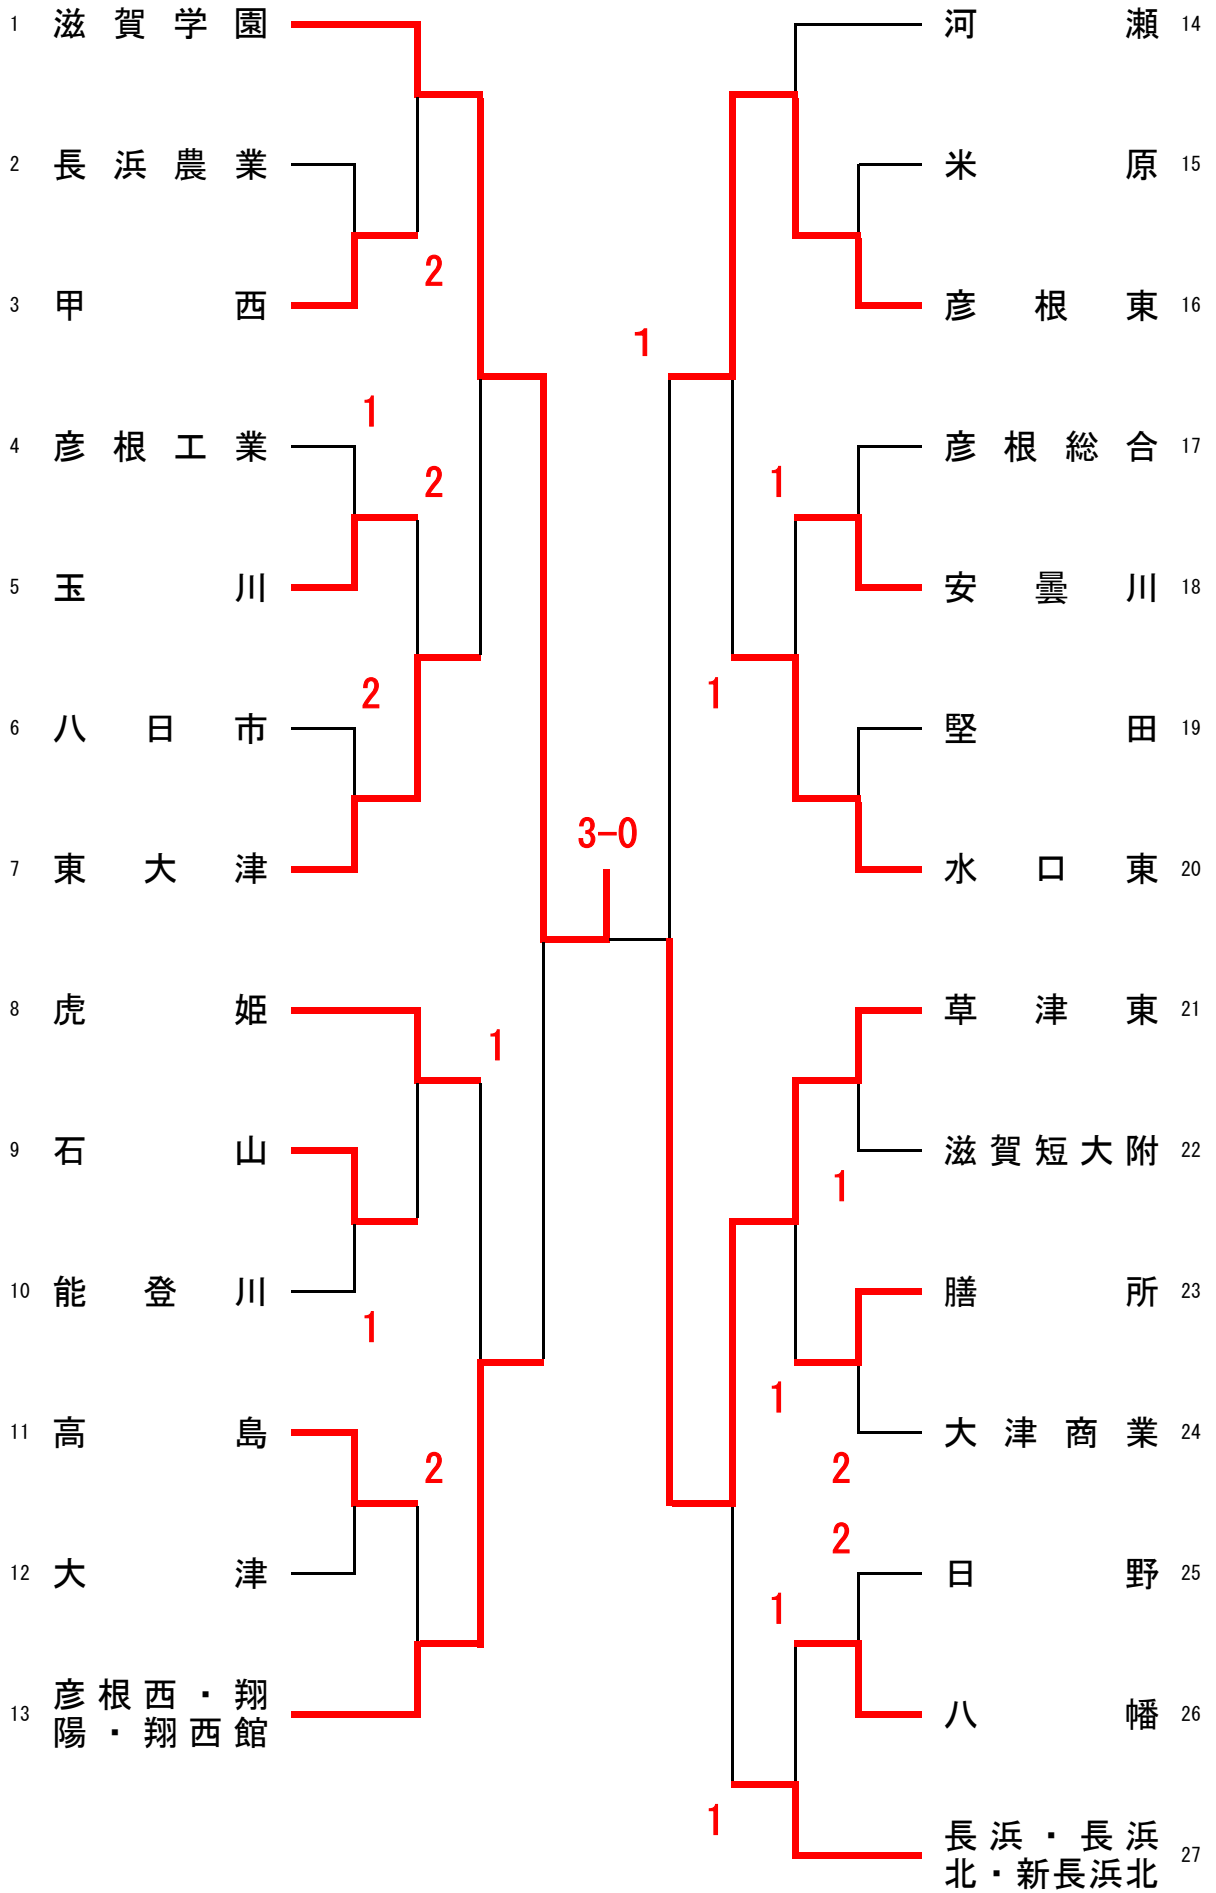 1 滋賀学園
2 長浜農業
2
3 甲西
1
4 彦根工業
2
5 玉川
2
6 八日市
7 東大津
8 虎姫
1
9 石山
10 能登川
1
11 高島
2
12 大津
13 彦根西・翔
陽・翔西館
3-0
河瀬 14
米原 15
彦根東 16
1
彦根総合 17
1
安曇川 18
1
堅田 19
水口東 20
草津東 21
滋賀短大附 22
1
膳所 23
1
大津商業 24
2
2
日野 25
1
八幡 26
1
長浜・長浜
北・新長浜北 27